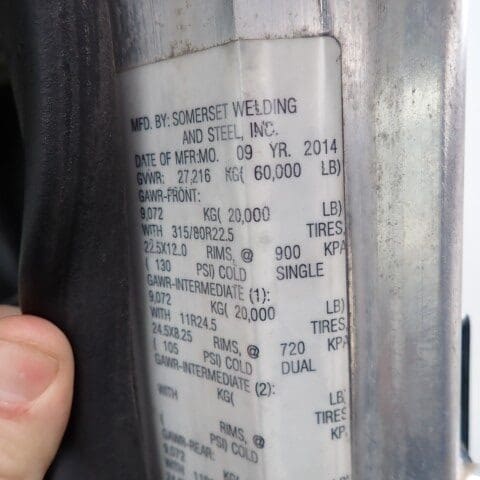 MFD. BY: SOMERSET WELDING
AND STEEL, INC.
DATE OF MFR:MO. 09 YR. 2014
GVWR: 27,216 KG( 60,000 LB)
GAWR-FRONT:
9,072 KG( 20,000 LB)
WITH 315/80R22.5 TIRES,
22.5X12.0 RIMS, @ 900 KPA
( 130 PSI) COLD SINGLE
GAWR-INTERMEDIATE (1):
9,072 KG( 20,000 LB)
WITH 11R24.5 TIRES,
24.5X8.25 RIMS, @ 720 KPA
( 105 PSI) COLD DUAL
GAWR-INTERMEDIATE (2):
KG( LB)
WITH TIRES
RIMS, @ KPA
( PSI) COLD
GAWR-REAR:
9,072 KG(
WITH